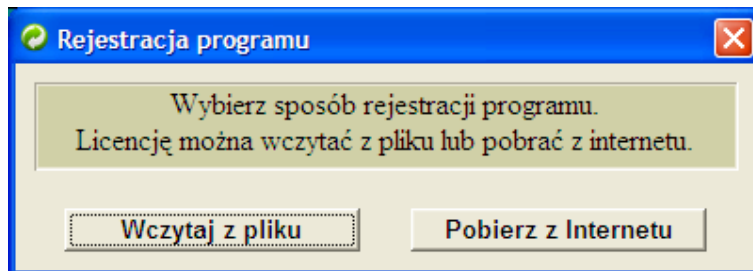 Rejestracja programu
Wybierz sposób rejestracji programu.
Licencję można wczytać z pliku lub pobrać z internetu.
Wczytaj z pliku
Pobierz z Internetu